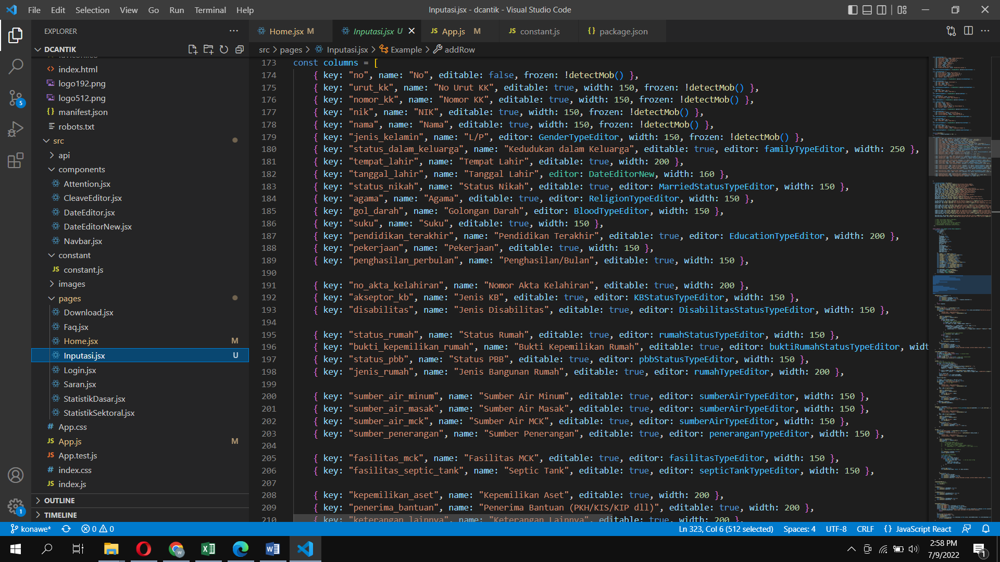 File Edit Selection View Go Run Terminal Help
Inputasi.jsx - dcantik - Visual Studio Code
EXPLORER
DCANTIK
index.html
logo192.png
logo512.png
manifest.json
robots.txt
src
api
components
Attention.jsx
CleaveEditor.jsx
DateEditor.jsx
DateEditorNew.jsx
Navbar.jsx
constant
JS constant.js
images
pages
Download.jsx
Faq.jsx
Home.jsx M
Inputasi.jsx U
Login.jsx
Saran.jsx
StatistikDasar.jsx
StatistikSektoral.jsx
# App.css
JS App.js M
JS App.test.js
# index.css
JS index.js
OUTLINE
TIMELINE
Home.jsx M Inputasi.jsx U JS App.js M JS constant.js {} package.json
src > pages > Inputasi.jsx > Example > addRow
173 const columns = [
174 { key: "no", name: "No", editable: false, frozen: !detectMob() },
175 { key: "urut_kk", name: "No Urut KK", editable: true, width: 150, frozen: !detectMob() },
176 { key: "nomor_kk", name: "Nomor KK", editable: true, width: 150, frozen: !detectMob() },
177 { key: "nik", name: "NIK", editable: true, width: 150, frozen: !detectMob() },
178 { key: "nama", name: "Nama", editable: true, width: 150, frozen: !detectMob() },
179 { key: "jenis_kelamin", name: "L/P", editor: GenderTypeEditor, width: 150, frozen: !detectMob() },
180 { key: "status_dalam_keluarga", name: "Kedudukan dalam Keluarga", editable: true, editor: familyTypeEditor, width: 250 },
181 { key: "tempat_lahir", name: "Tempat Lahir", editable: true, width: 200 },
182 { key: "tanggal_lahir", name: "Tanggal Lahir", editor: DateEditorNew, width: 160 },
183 { key: "status_nikah", name: "Status Nikah", editable: true, editor: MarriedStatusTypeEditor, width: 150 },
184 { key: "agama", name: "Agama", editable: true, editor: ReligionTypeEditor, width: 150 },
185 { key: "gol_darah", name: "Golongan Darah", editor: BloodTypeEditor, width: 150 },
186 { key: "suku", name: "Suku", editable: true, width: 150 },
187 { key: "pendidikan_terakhir", name: "Pendidikan Terakhir", editable: true, editor: EducationTypeEditor, width: 200 },
188 { key: "pekerjaan", name: "Pekerjaan", editable: true, width: 150 },
189 { key: "penghasilan_perbulan", name: "Penghasilan/Bulan", editable: true, width: 150 },
190
191 { key: "no_akta_kelahiran", name: "Nomor Akta Kelahiran", editable: true, width: 200 },
192 { key: "akseptor_kb", name: "Jenis KB", editable: true, editor: KBStatusTypeEditor, width: 150 },
193 { key: "disabilitas", name: "Jenis Disabilitas", editable: true, editor: DisabilitasStatusTypeEditor, width: 150 },
194
195 { key: "status_rumah", name: "Status Rumah", editable: true, editor: rumahStatusTypeEditor, width: 150 },
196 { key: "bukti_kepemilikan_rumah", name: "Bukti Kepemilikan Rumah", editable: true, editor: buktiRumahStatusTypeEditor, widt
197 { key: "status_pbb", name: "Status PBB", editable: true, editor: pbbStatusTypeEditor, width: 150 },
198 { key: "jenis_rumah", name: "Jenis Bangunan Rumah", editable: true, editor: rumahTypeEditor, width: 200 },
199
200 { key: "sumber_air_minum", name: "Sumber Air Minum", editable: true, editor: sumberAirTypeEditor, width: 150 },
201 { key: "sumber_air_masak", name: "Sumber Air Masak", editable: true, editor: sumberAirTypeEditor, width: 150 },
202 { key: "sumber_air_mck", name: "Sumber Air MCK", editable: true, editor: sumberAirTypeEditor, width: 150 },
203 { key: "sumber_penerangan", name: "Sumber Penerangan", editable: true, editor: peneranganTypeEditor, width: 150 },
204
205 { key: "fasilitas_mck", name: "Fasilitas MCK", editable: true, editor: fasilitasTypeEditor, width: 150 },
206 { key: "fasilitas_septic_tank", name: "Septic Tank", editable: true, editor: septicTankTypeEditor, width: 150 },
207
208 { key: "kepemilikan_aset", name: "Kepemilikan Aset", editable: true, width: 200 },
209 { key: "penerima_bantuan", name: "Penerima Bantuan (PKH/KIS/KIP dll)", editable: true, width: 200 },
210 { key: "keterangan_lainnya", name: "Keterangan Lainnya", editable: true, width: 200 },
konawe* 0 0 Ln 323, Col 6 (512 selected) Spaces: 4 UTF-8 CRLF {} JavaScript React
2:58 PM
7/9/2022